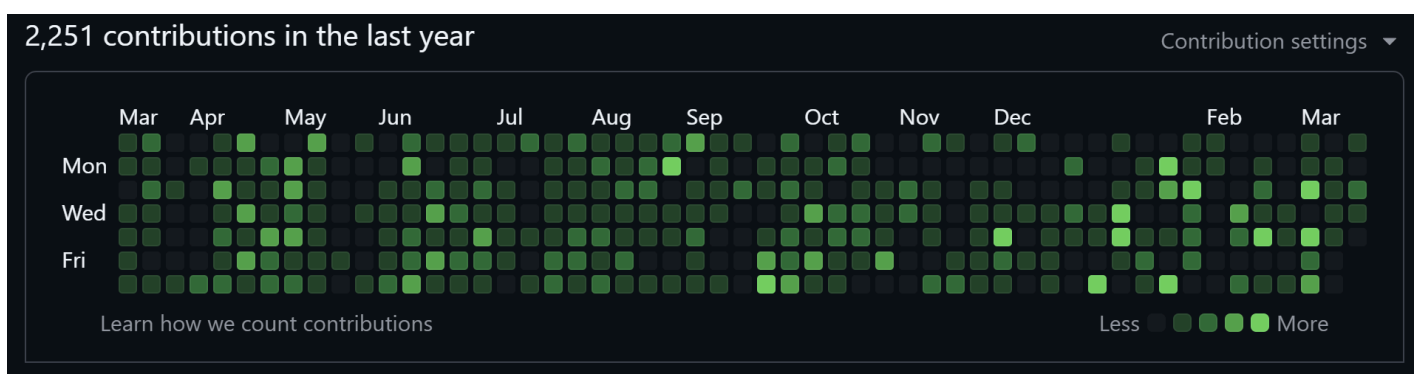 2,251 contributions in the last year
Contribution settings
Mar Apr May Jun Jul Aug Sep Oct Nov Dec Feb Mar
Mon
Wed
Fri
Learn how we count contributions
Less More